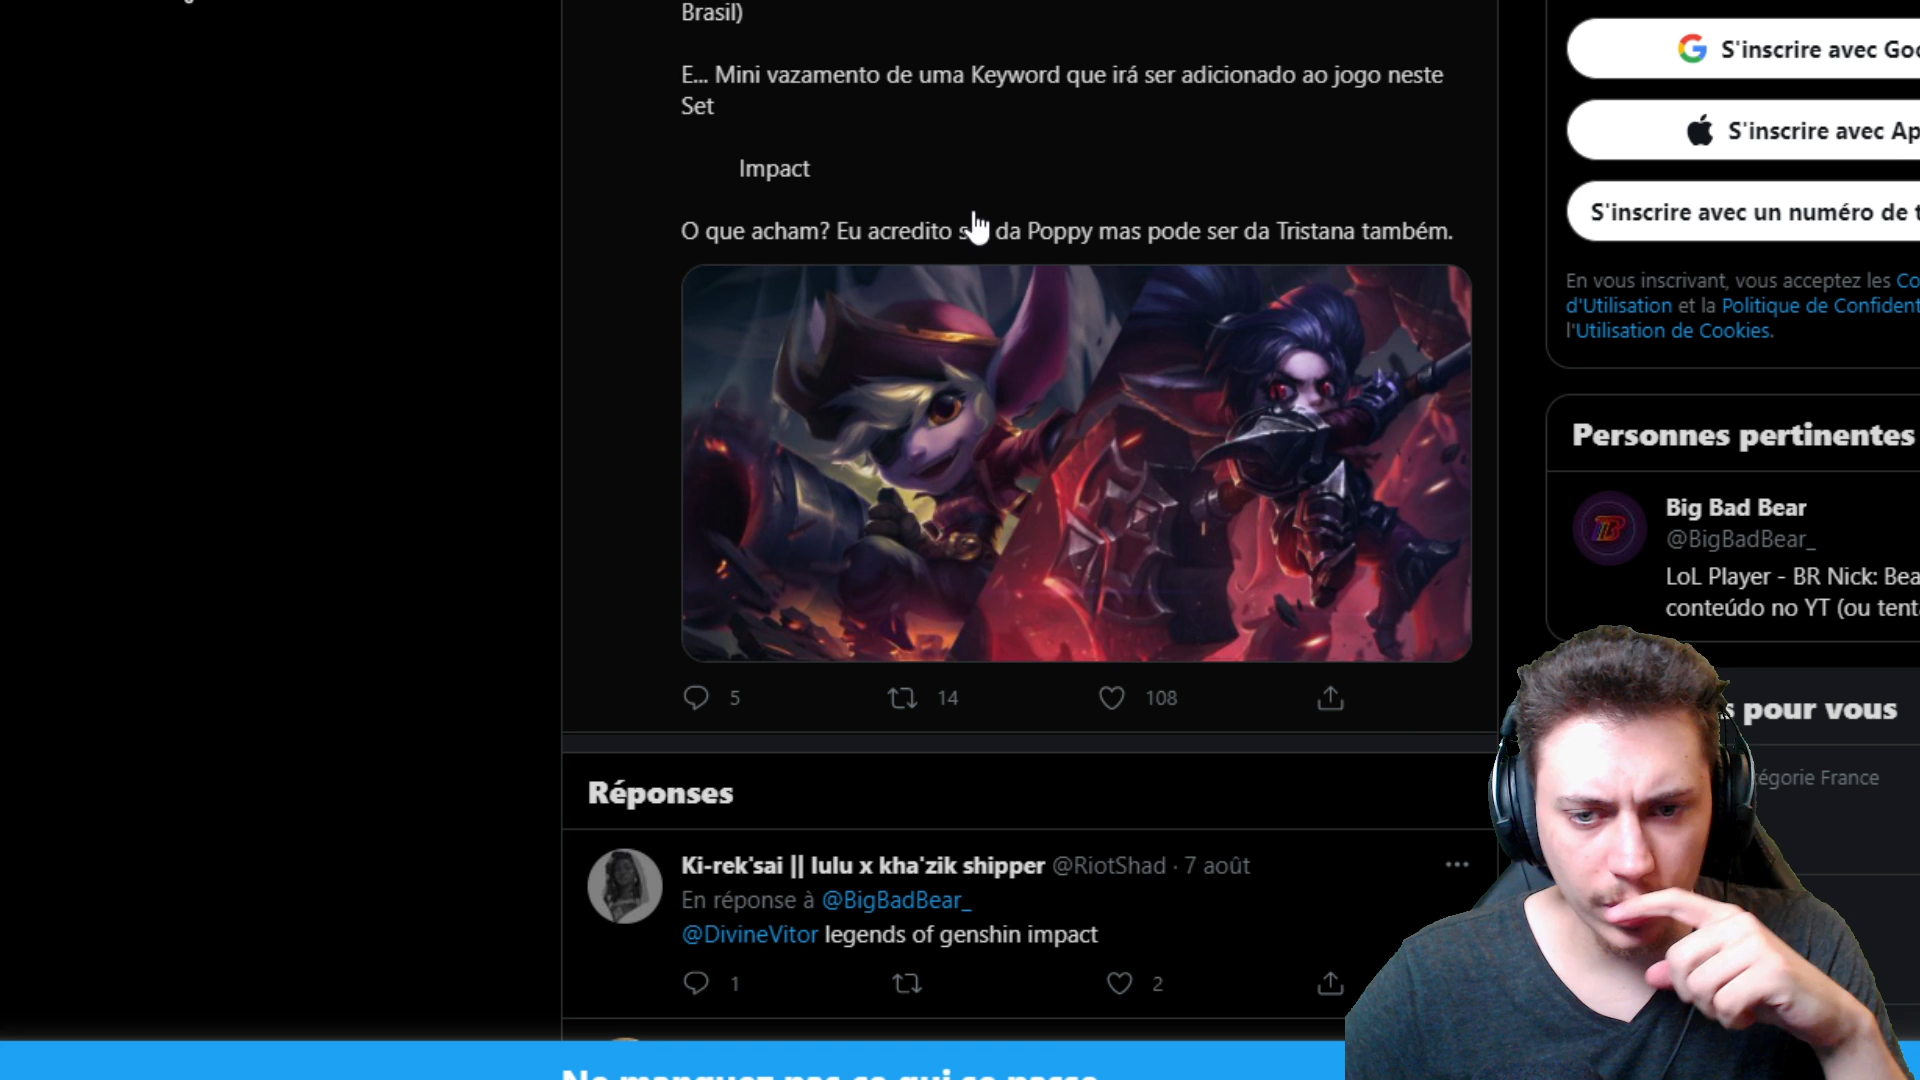 Brasil)
E... Mini vazamento de uma Keyword que irá ser adicionado ao jogo neste
Set
Impact
O que acham? Eu acredito da Poppy mas pode ser da Tristana também.
5 14 108
Réponses
Ki-rek'sai || lulu x kha'zik shipper @RiotShad · 7 août
En réponse à @BigBadBear_
@DivineVitor legends of genshin impact
1 2
S'inscrire avec Goo
S'inscrire avec Ap
S'inscrire avec un numéro de t
En vous inscrivant, vous acceptez les Co
d'Utilisation et la Politique de Confident
l'Utilisation de Cookies.
Personnes pertinentes
Big Bad Bear
@BigBadBear_
LoL Player - BR Nick: Bea
conteúdo no YT (ou tenta
s pour vous
égorie France